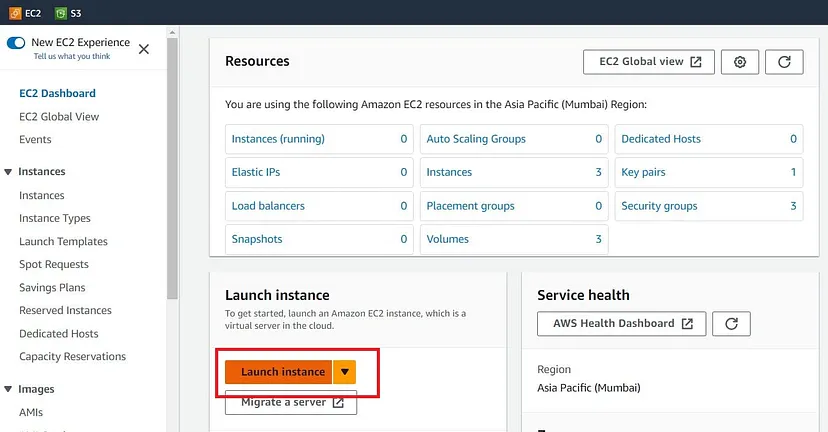 EC2 S3
New EC2 Experience
Tell us what you think
EC2 Dashboard
EC2 Global View
Events
Instances
Instances
Instance Types
Launch Templates
Spot Requests
Savings Plans
Reserved Instances
Dedicated Hosts
Capacity Reservations
Images
AMIs
Resources
EC2 Global view
You are using the following Amazon EC2 resources in the Asia Pacific (Mumbai) Region:
Instances (running) 0 Auto Scaling Groups 0 Dedicated Hosts 0
Elastic IPs 0 Instances 3 Key pairs 1
Load balancers 0 Placement groups 0 Security groups 3
Snapshots 0 Volumes 3
Launch instance
To get started, launch an Amazon EC2 instance, which is a
virtual server in the cloud.
Launch instance
Migrate a server
Service health
AWS Health Dashboard
Region
Asia Pacific (Mumbai)